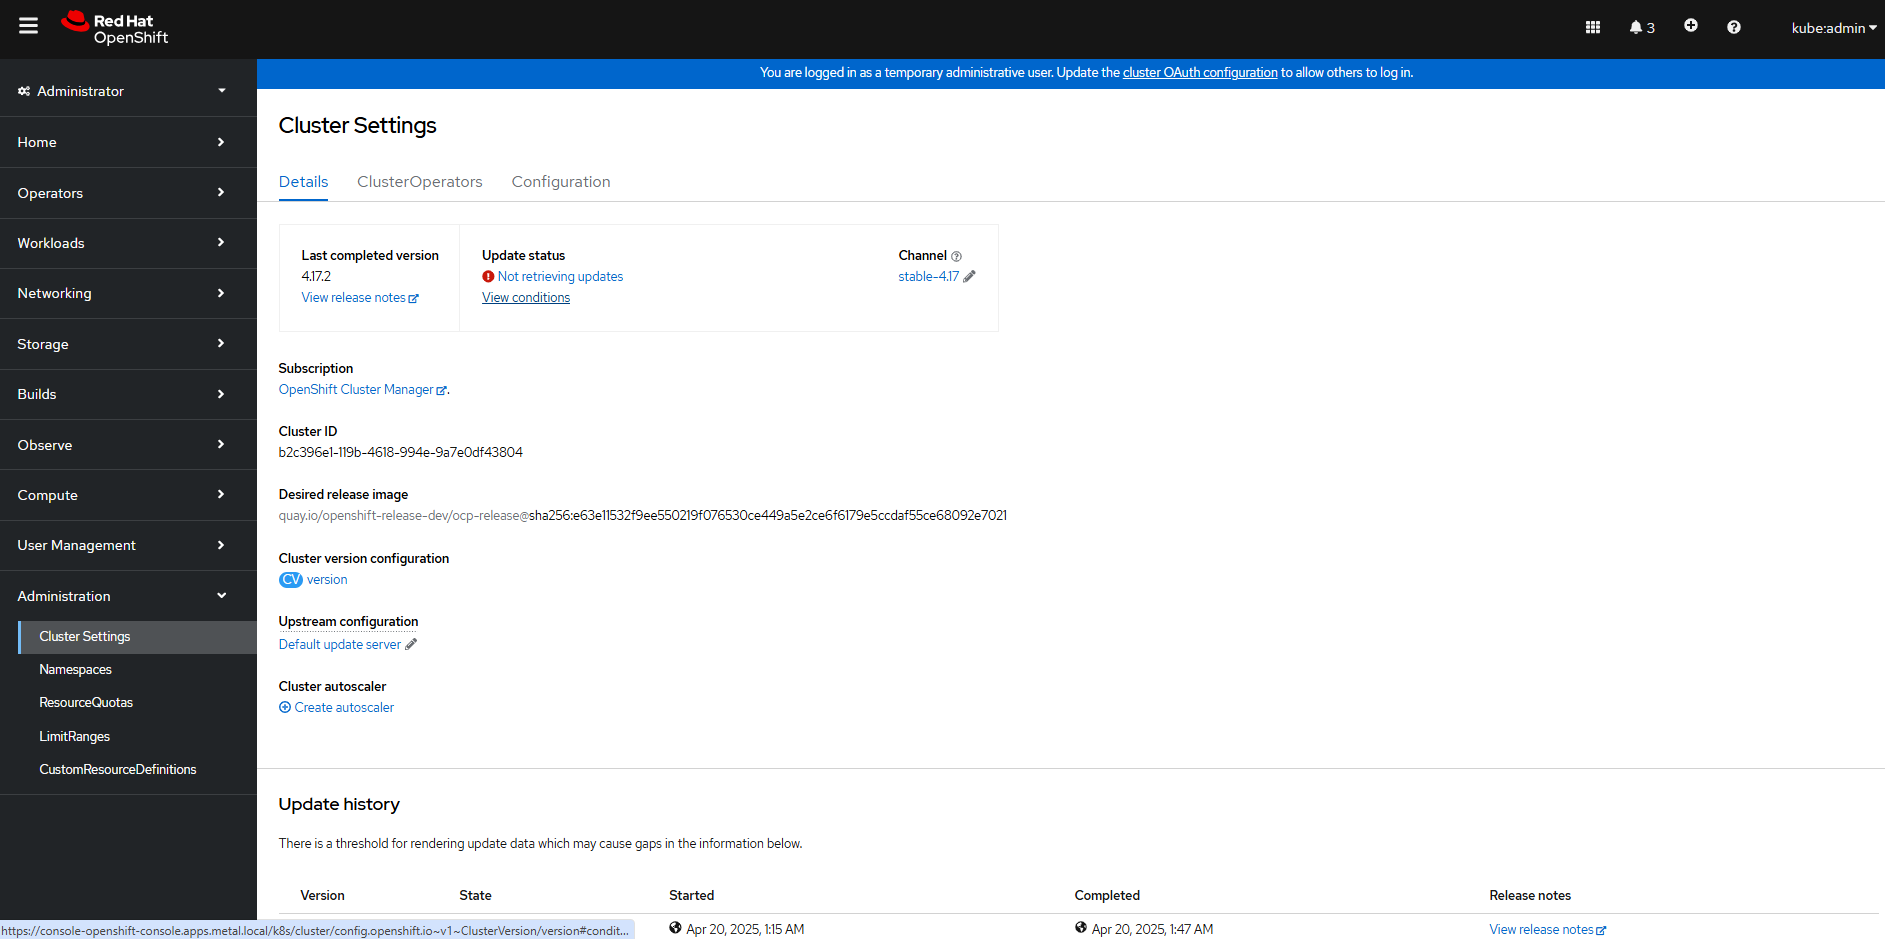 Red Hat
OpenShift
3
kube:admin
You are logged in as a temporary administrative user. Update the cluster OAuth configuration to allow others to log in.
Administrator
Home
Operators
Workloads
Networking
Storage
Builds
Observe
Compute
User Management
Administration
Cluster Settings
Namespaces
ResourceQuotas
LimitRanges
CustomResourceDefinitions
Cluster Settings
Details ClusterOperators Configuration
Last completed version
4.17.2
View release notes
Update status
Not retrieving updates
View conditions
Channel
stable-4.17
Subscription
OpenShift Cluster Manager.
Cluster ID
b2c396e1-119b-4618-994e-9a7e0df43804
Desired release image
quay.io/openshift-release-dev/ocp-release@sha256:e63e11532f9ee550219f076530ce449a5e2ce6f6179e5ccdaf55ce68092e7021
Cluster version configuration
CV version
Upstream configuration
Default update server
Cluster autoscaler
Create autoscaler
Update history
There is a threshold for rendering update data which may cause gaps in the information below.
Version State Started Completed Release notes
Apr 20, 2025, 1:15 AM Apr 20, 2025, 1:47 AM View release notes
https://console-openshift-console.apps.metal.local/k8s/cluster/config.openshift.io~v1~ClusterVersion/version#condit...